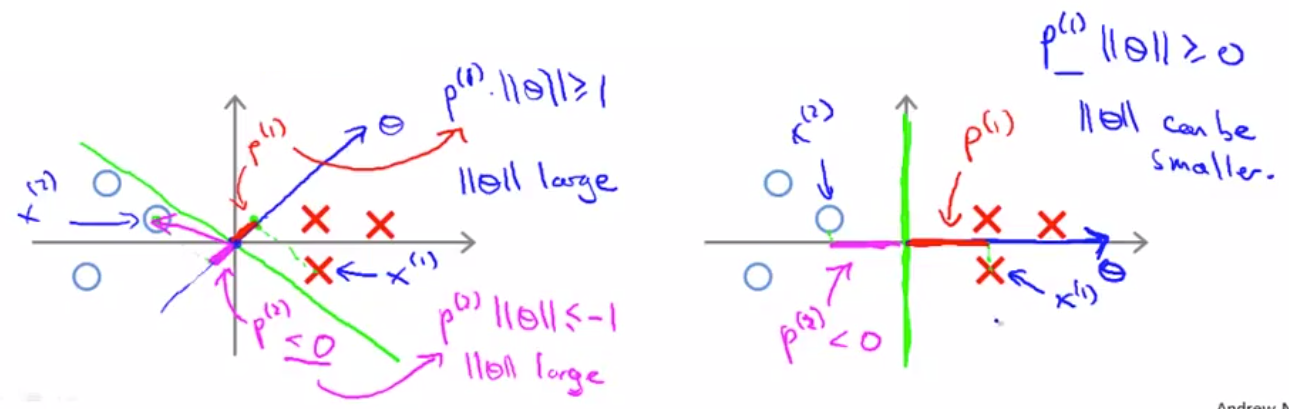 p⁽¹⁾ · ||θ|| ≥ 1
θ
p⁽¹⁾
||θ|| large
x⁽²⁾
x⁽¹⁾
p⁽²⁾ ||θ|| ≤ -1
p⁽²⁾ < 0
||θ|| large
p⁽¹⁾ ||θ|| ≥ 0
x⁽²⁾
p⁽¹⁾
||θ|| can be
smaller.
θ
x⁽¹⁾
p⁽²⁾ < 0
Andrew N